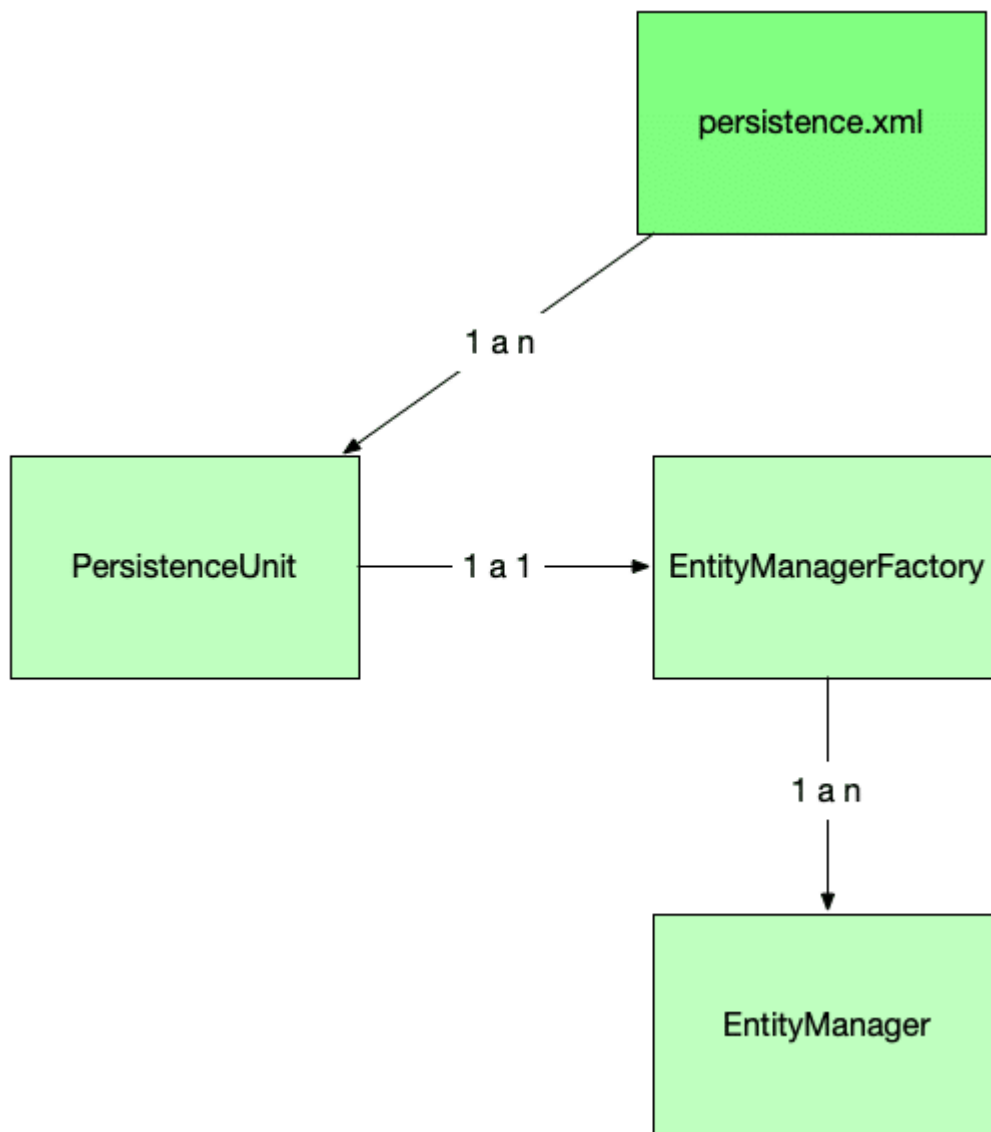 persistence.xml
1 a n
PersistenceUnit
1 a 1
EntityManagerFactory
1 a n
EntityManager